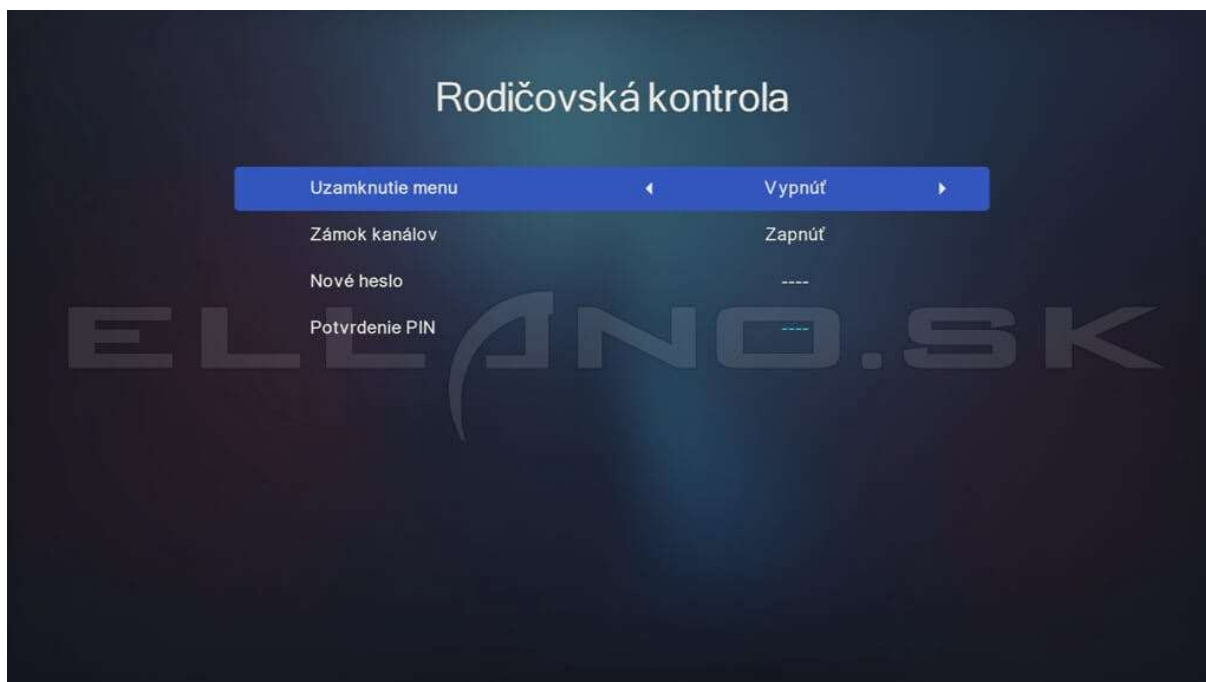 Rodičovská kontrola
Uzamknutie menu Vypnúť
Zámok kanálov Zapnúť
Nové heslo ----
Potvrdenie PIN ----
ELLANO.SK